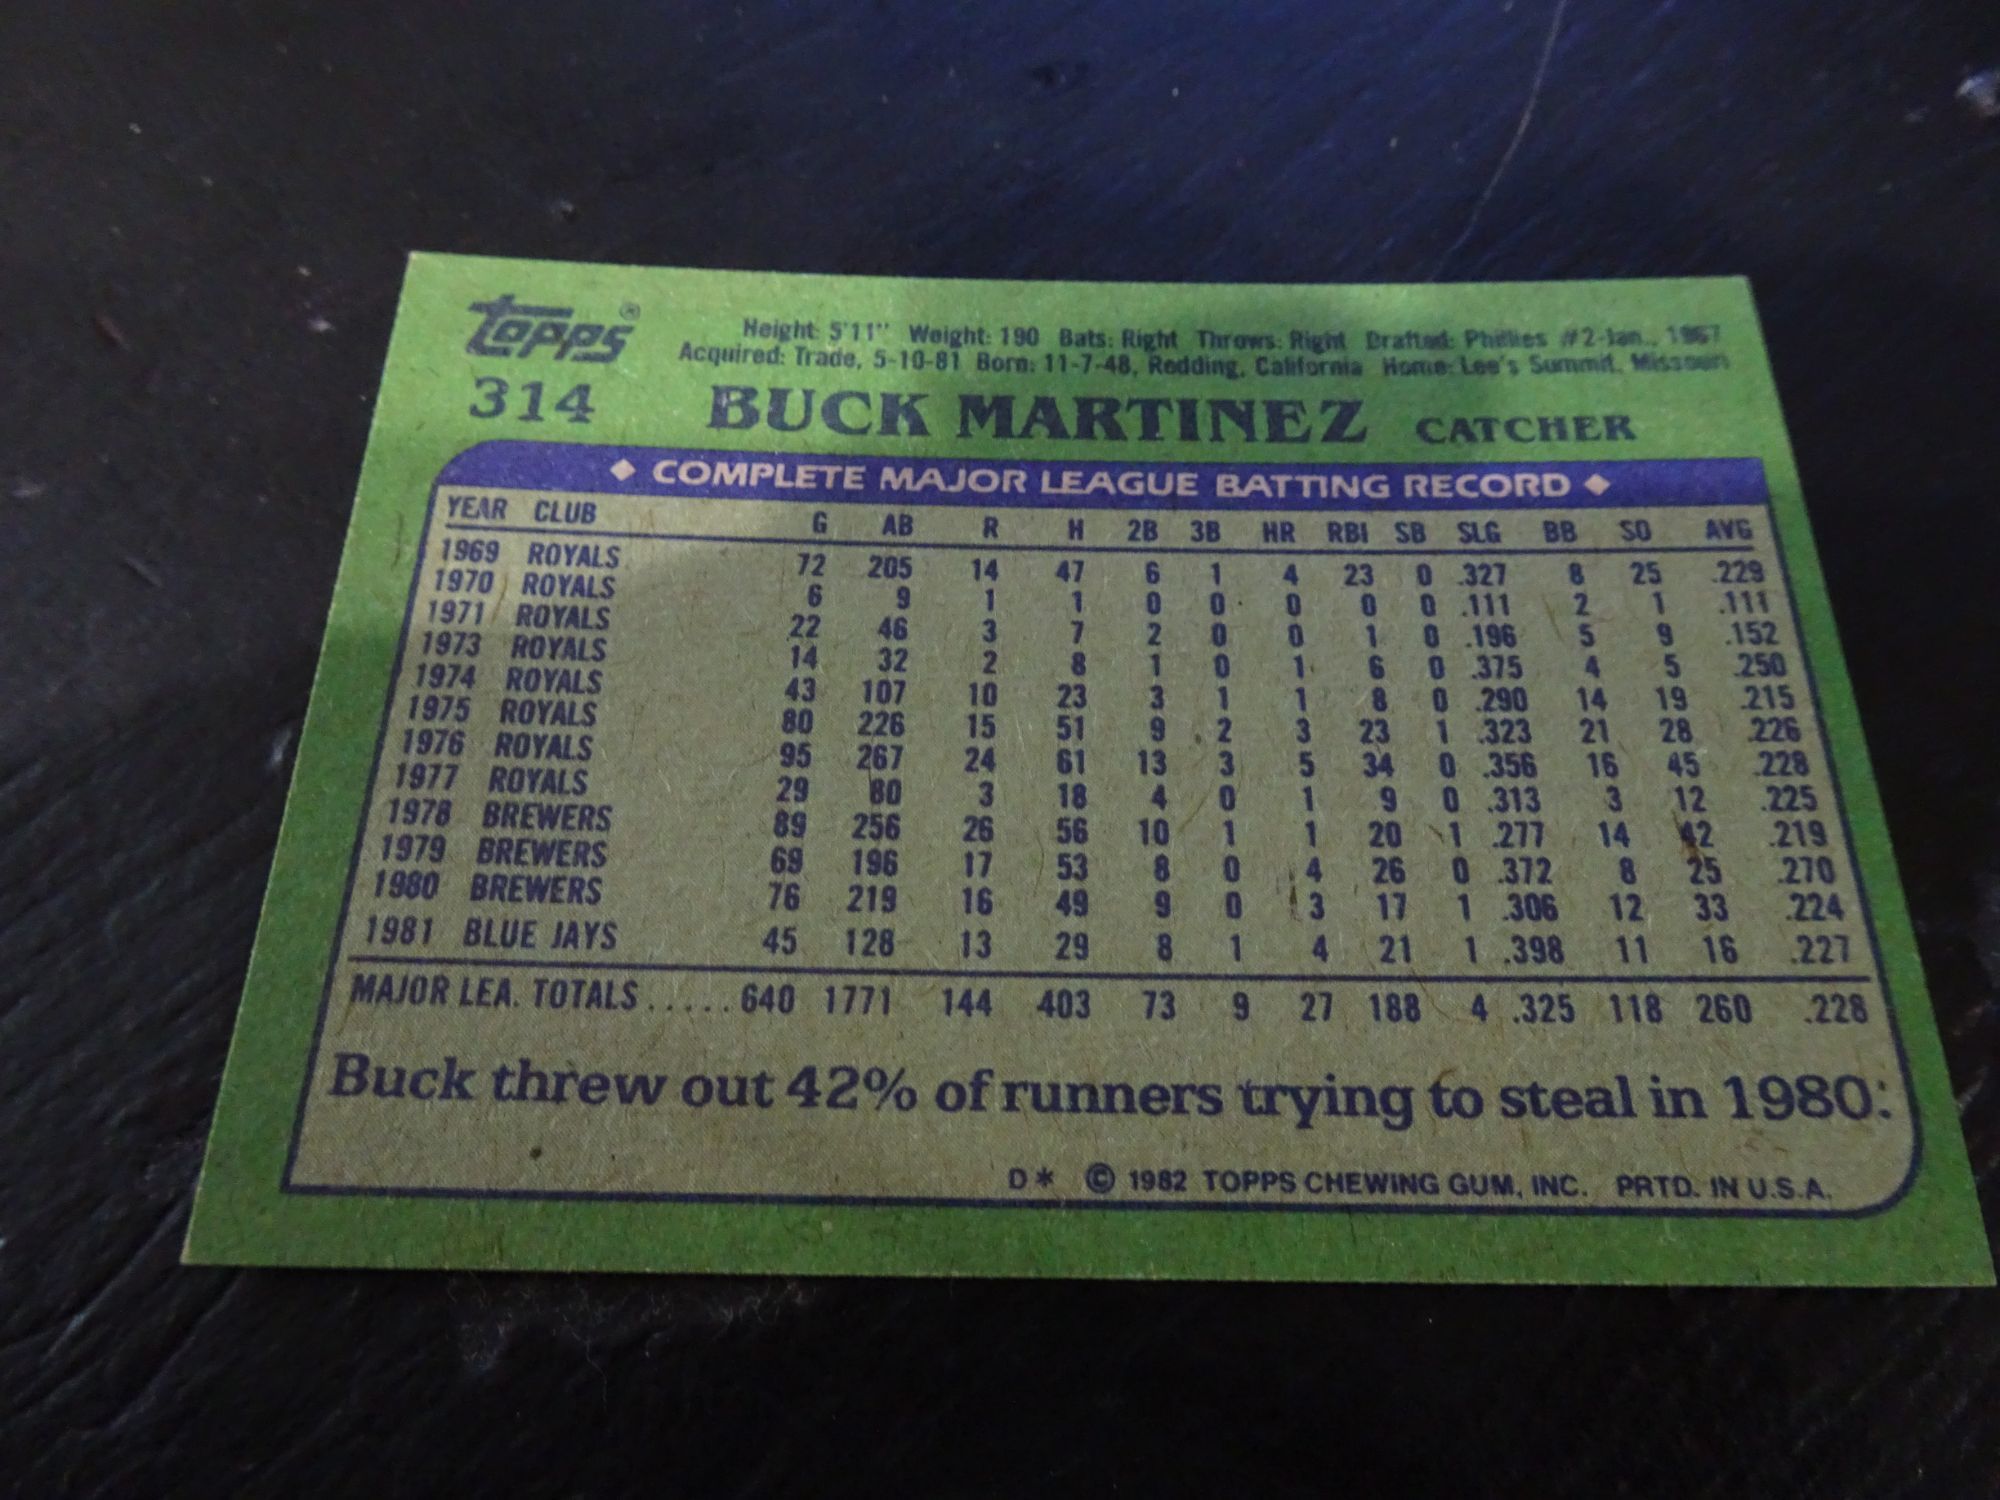 Topps®
Height: 5'11" Weight: 190 Bats: Right Throws: Right Drafted: Phillies #2-Jan., 1967
Acquired: Trade, 5-10-81 Born: 11-7-48, Redding, California Home: Lee's Summit, Missouri
314 BUCK MARTINEZ CATCHER
◆ COMPLETE MAJOR LEAGUE BATTING RECORD ◆
YEAR CLUB G AB R H 2B 3B HR RBI SB SLG BB SO AVG
1969 ROYALS 72 205 14 47 6 1 4 23 0 .327 8 25 .229
1970 ROYALS 6 9 1 1 0 0 0 0 0 .111 2 1 .111
1971 ROYALS 22 46 3 7 2 0 0 1 0 .196 5 9 .152
1973 ROYALS 14 32 2 8 1 0 1 6 0 .375 4 5 .250
1974 ROYALS 43 107 10 23 3 1 1 8 0 .290 14 19 .215
1975 ROYALS 80 226 15 51 9 2 3 23 1 .323 21 28 .226
1976 ROYALS 95 267 24 61 13 3 5 34 0 .356 16 45 .228
1977 ROYALS 29 80 3 18 4 0 1 9 0 .313 3 12 .225
1978 BREWERS 89 256 26 56 10 1 1 20 1 .277 14 42 .219
1979 BREWERS 69 196 17 53 8 0 4 26 0 .372 8 25 .270
1980 BREWERS 76 219 16 49 9 0 3 17 1 .306 12 33 .224
1981 BLUE JAYS 45 128 13 29 8 1 4 21 1 .398 11 16 .227
MAJOR LEA. TOTALS ..... 640 1771 144 403 73 9 27 188 4 .325 118 260 .228
Buck threw out 42% of runners trying to steal in 1980.
D* © 1982 TOPPS CHEWING GUM, INC. PRTD. IN U.S.A.